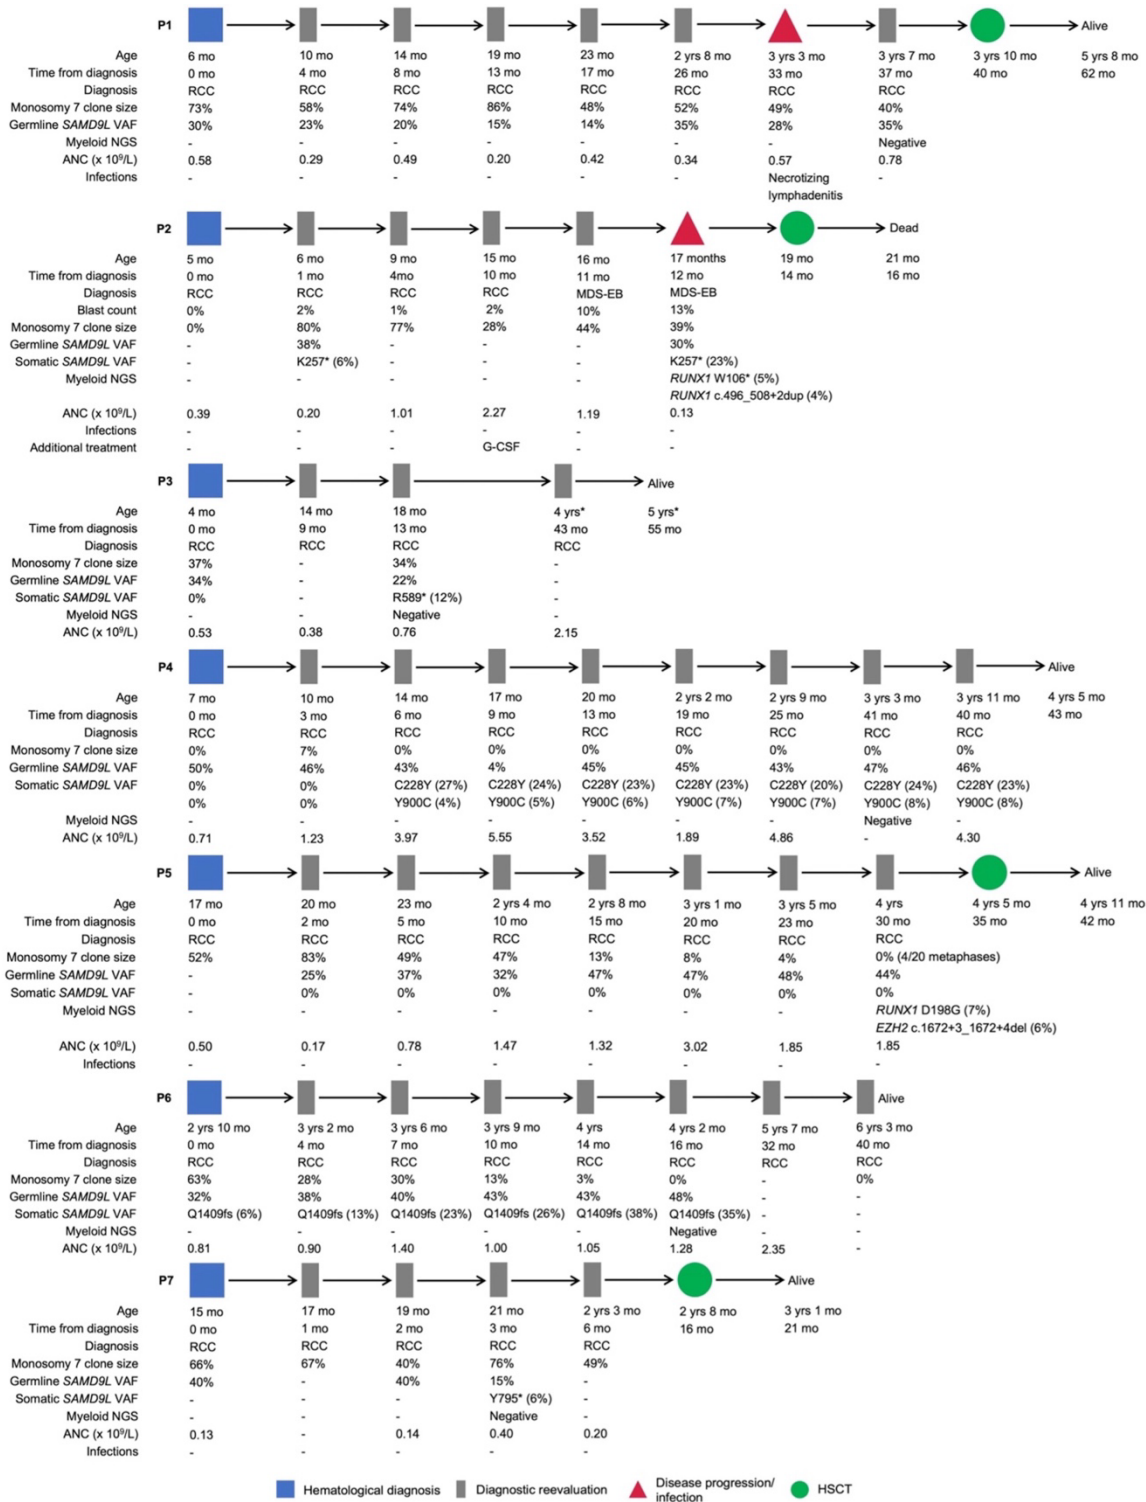 P1 Alive
Age 6 mo 10 mo 14 mo 19 mo 23 mo 2 yrs 8 mo 3 yrs 3 mo 3 yrs 7 mo 3 yrs 10 mo 5 yrs 8 mo
Time from diagnosis 0 mo 4 mo 8 mo 13 mo 17 mo 26 mo 33 mo 37 mo 40 mo 62 mo
Diagnosis RCC RCC RCC RCC RCC RCC RCC RCC
Monosomy 7 clone size 73% 58% 74% 86% 48% 52% 49% 40%
Germline SAMD9L VAF 30% 23% 20% 15% 14% 35% 28% 35%
Myeloid NGS - - - - - - - Negative
ANC (x 10⁹/L) 0.58 0.29 0.49 0.20 0.42 0.34 0.57 0.78
Infections - - - - - - Necrotizing -
lymphadenitis
P2 Dead
Age 5 mo 6 mo 9 mo 15 mo 16 mo 17 months 19 mo 21 mo
Time from diagnosis 0 mo 1 mo 4mo 10 mo 11 mo 12 mo 14 mo 16 mo
Diagnosis RCC RCC RCC RCC MDS-EB MDS-EB
Blast count 0% 2% 1% 2% 10% 13%
Monosomy 7 clone size 0% 80% 77% 28% 44% 39%
Germline SAMD9L VAF - 38% - - - 30%
Somatic SAMD9L VAF - K257* (6%) - - - K257* (23%)
Myeloid NGS - - - - - RUNX1 W106* (5%)
RUNX1 c.496_508+2dup (4%)
ANC (x 10⁹/L) 0.39 0.20 1.01 2.27 1.19 0.13
Infections - - - - - -
Additional treatment - - - G-CSF - -
P3 Alive
Age 4 mo 14 mo 18 mo 4 yrs* 5 yrs*
Time from diagnosis 0 mo 9 mo 13 mo 43 mo 55 mo
Diagnosis RCC RCC RCC RCC
Monosomy 7 clone size 37% - 34% -
Germline SAMD9L VAF 34% - 22% -
Somatic SAMD9L VAF 0% - R589* (12%) -
Myeloid NGS - - Negative -
ANC (x 10⁹/L) 0.53 0.38 0.76 2.15
P4 Alive
Age 7 mo 10 mo 14 mo 17 mo 20 mo 2 yrs 2 mo 2 yrs 9 mo 3 yrs 3 mo 3 yrs 11 mo 4 yrs 5 mo
Time from diagnosis 0 mo 3 mo 6 mo 9 mo 13 mo 19 mo 25 mo 41 mo 40 mo 43 mo
Diagnosis RCC RCC RCC RCC RCC RCC RCC RCC RCC
Monosomy 7 clone size 0% 7% 0% 0% 0% 0% 0% 0% 0%
Germline SAMD9L VAF 50% 46% 43% 4% 45% 45% 43% 47% 46%
Somatic SAMD9L VAF 0% 0% C228Y (27%) C228Y (24%) C228Y (23%) C228Y (23%) C228Y (20%) C228Y (24%) C228Y (23%)
0% 0% Y900C (4%) Y900C (5%) Y900C (6%) Y900C (7%) Y900C (7%) Y900C (8%) Y900C (8%)
Myeloid NGS - - - - - - - Negative -
ANC (x 10⁹/L) 0.71 1.23 3.97 5.55 3.52 1.89 4.86 - 4.30
P5 Alive
Age 17 mo 20 mo 23 mo 2 yrs 4 mo 2 yrs 8 mo 3 yrs 1 mo 3 yrs 5 mo 4 yrs 4 yrs 5 mo 4 yrs 11 mo
Time from diagnosis 0 mo 2 mo 5 mo 10 mo 15 mo 20 mo 23 mo 30 mo 35 mo 42 mo
Diagnosis RCC RCC RCC RCC RCC RCC RCC RCC
Monosomy 7 clone size 52% 83% 49% 47% 13% 8% 4% 0% (4/20 metaphases)
Germline SAMD9L VAF 25% 37% 32% 47% 47% 48% 44%
Somatic SAMD9L VAF - 0% 0% 0% 0% 0% 0% 0%
Myeloid NGS - - - - - - - RUNX1 D198G (7%)
EZH2 c.1672+3_1672+4del (6%)
ANC (x 10⁹/L) 0.50 0.17 0.78 1.47 1.32 3.02 1.85 1.85
Infections - - - - - - - -
P6 Alive
Age 2 yrs 10 mo 3 yrs 2 mo 3 yrs 6 mo 3 yrs 9 mo 4 yrs 4 yrs 2 mo 5 yrs 7 mo 6 yrs 3 mo
Time from diagnosis 0 mo 4 mo 7 mo 10 mo 14 mo 16 mo 32 mo 40 mo
Diagnosis RCC RCC RCC RCC RCC RCC RCC RCC
Monosomy 7 clone size 63% 28% 30% 13% 3% 0% - 0%
Germline SAMD9L VAF 32% 38% 40% 43% 43% 48% - -
Somatic SAMD9L VAF Q1409fs (6%) Q1409fs (13%) Q1409fs (23%) Q1409fs (26%) Q1409fs (38%) Q1409fs (35%) - -
Myeloid NGS - - - - - Negative - -
ANC (x 10⁹/L) 0.81 0.90 1.40 1.00 1.05 1.28 2.35 -
P7 Alive
Age 15 mo 17 mo 19 mo 21 mo 2 yrs 3 mo 2 yrs 8 mo 3 yrs 1 mo
Time from diagnosis 0 mo 1 mo 2 mo 3 mo 6 mo 16 mo 21 mo
Diagnosis RCC RCC RCC RCC RCC
Monosomy 7 clone size 66% 67% 40% 76% 49%
Germline SAMD9L VAF 40% - 40% 15% -
Somatic SAMD9L VAF - - - Y795* (6%) -
Myeloid NGS - - - Negative -
ANC (x 10⁹/L) 0.13 - 0.14 0.40 0.20
Infections - - - - -
Hematological diagnosis Diagnostic reevaluation Disease progression/ HSCT
infection